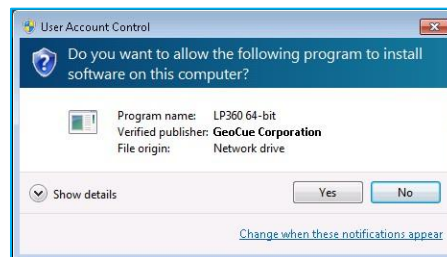 User Account Control
Do you want to allow the following program to install
software on this computer?
Program name: LP360 64-bit
Verified publisher: GeoCue Corporation
File origin: Network drive
Show details
Yes
No
Change when these notifications appear